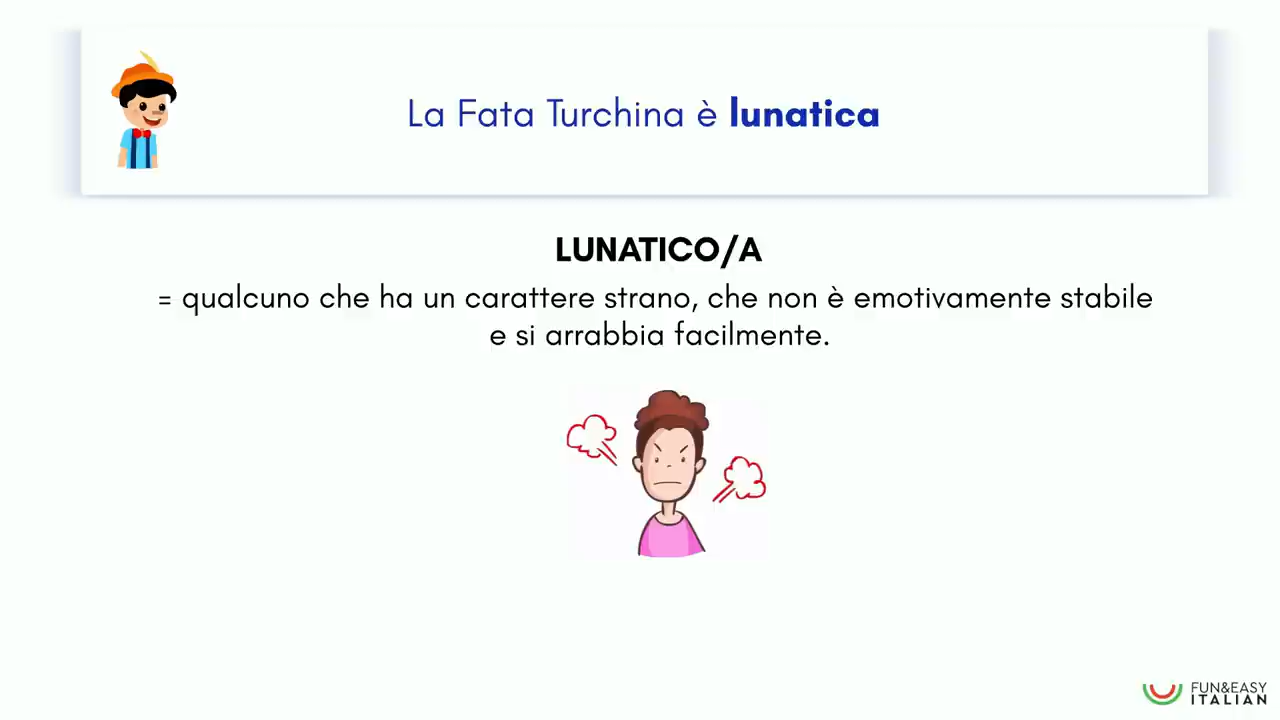 La Fata Turchina è lunatica
LUNATICO/A
= qualcuno che ha un carattere strano, che non è emotivamente stabile
e si arrabbia facilmente.
FUN&EASY
ITALIAN